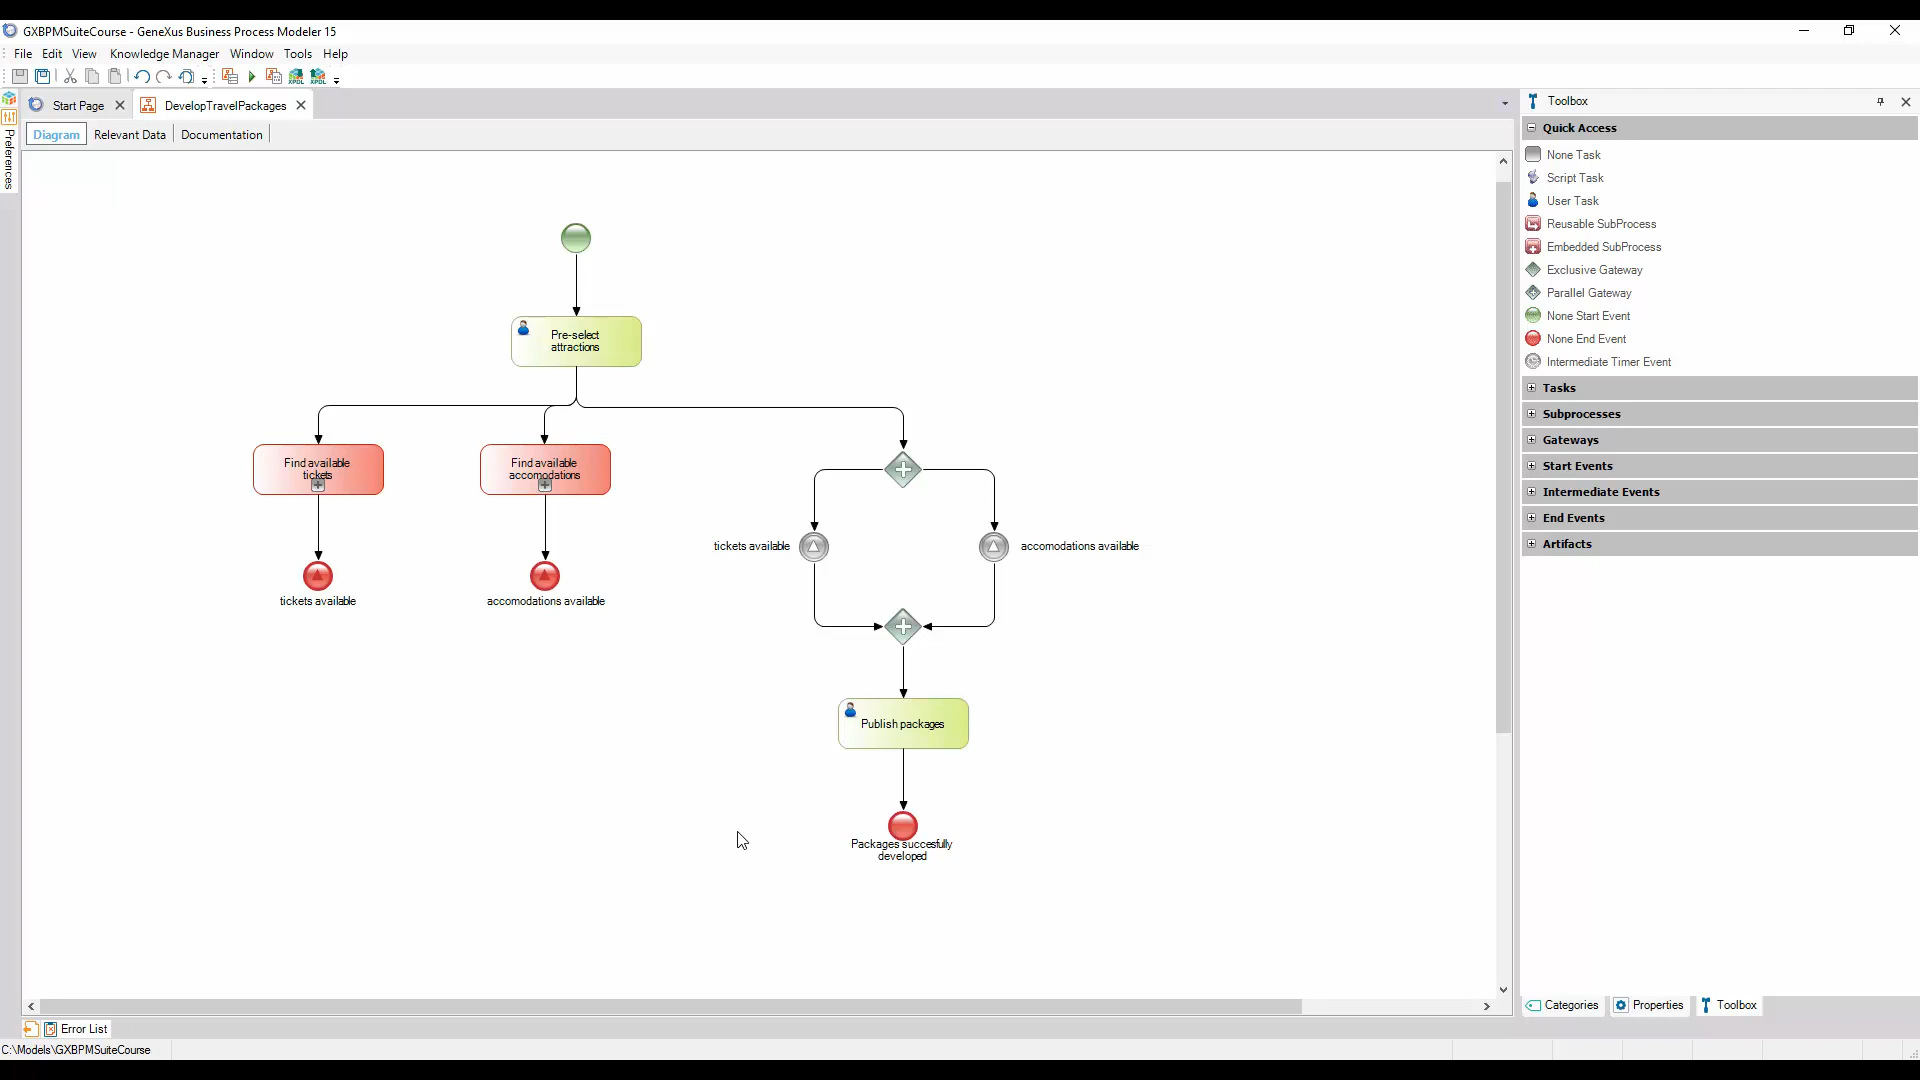 GXBPMSuiteCourse - GeneXus Business Process Modeler 15
File Edit View Knowledge Manager Window Tools Help
Start Page DevelopTravelPackages
Diagram Relevant Data Documentation
Preferences
Pre-select
attractions
Find available
tickets
Find available
accomodations
tickets available
accomodations available
tickets available
accomodations available
Publish packages
Packages succesfully
developed
Toolbox
Quick Access
None Task
Script Task
User Task
Reusable SubProcess
Embedded SubProcess
Exclusive Gateway
Parallel Gateway
None Start Event
None End Event
Intermediate Timer Event
Tasks
Subprocesses
Gateways
Start Events
Intermediate Events
End Events
Artifacts
Categories Properties Toolbox
Error List
C:\Models\GXBPMSuiteCourse